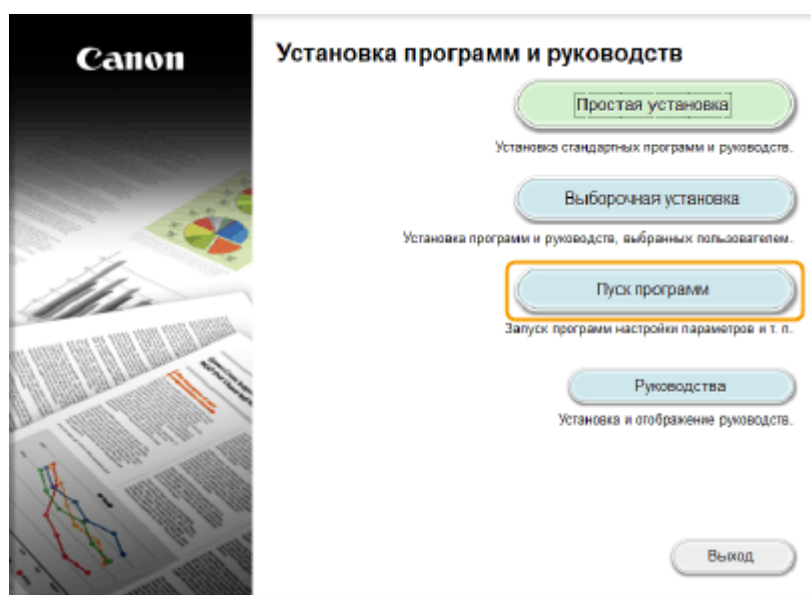 Canon
Установка программ и руководств
Простая установка
Установка стандартных программ и руководств.
Выборочная установка
Установка программ и руководств, выбранных пользователем.
Пуск программ
Запуск программ настройки параметров и т. п.
Руководства
Установка и отображение руководств.
Выход